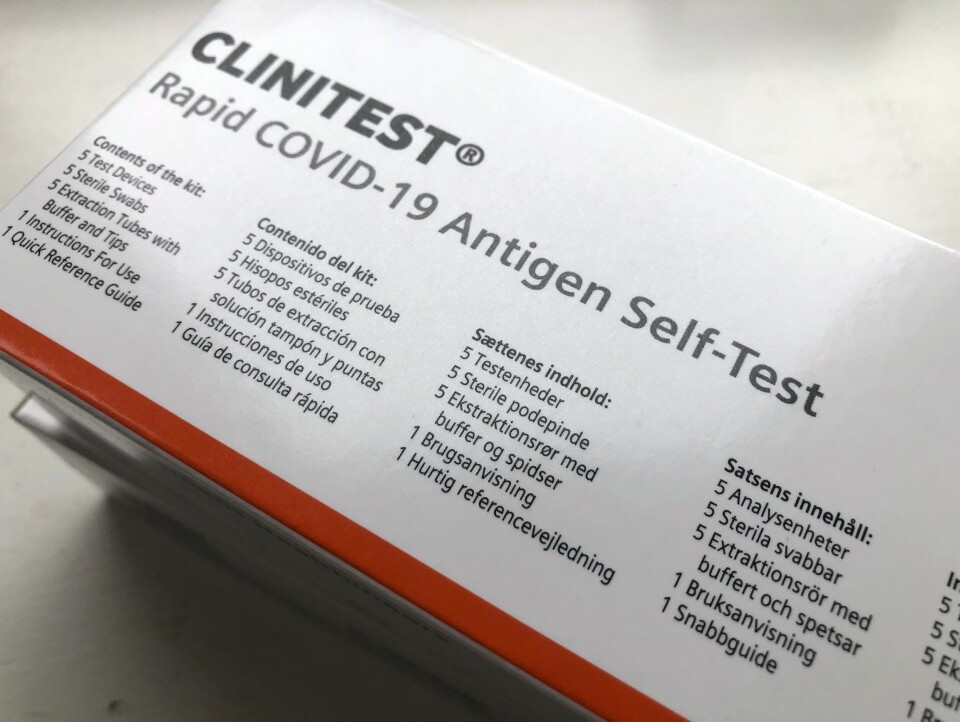 CLINITEST®
Rapid COVID-19 Antigen Self-Test
Contents of the kit:
5 Test Devices
5 Sterile Swabs
5 Extraction Tubes with
Buffer and Tips
1 Instructions For Use
1 Quick Reference Guide
Contenido del kit:
5 Dispositivos de prueba
5 Hisopos estériles
5 Tubos de extracción con
solución tampón y puntas
1 Instrucciones de uso
1 Guía de consulta rápida
Sættenes indhold:
5 Testenheder
5 Sterile podepinde
5 Ekstraktionsrør med
buffer og spidser
1 Brugsanvisning
1 Hurtig referencevejledning
Satsens innehåll:
5 Analysenheter
5 Sterila svabbar
5 Extraktionsrör med
buffert och spetsar
1 Bruksanvisning
1 Snabbguide
5
5
5
1